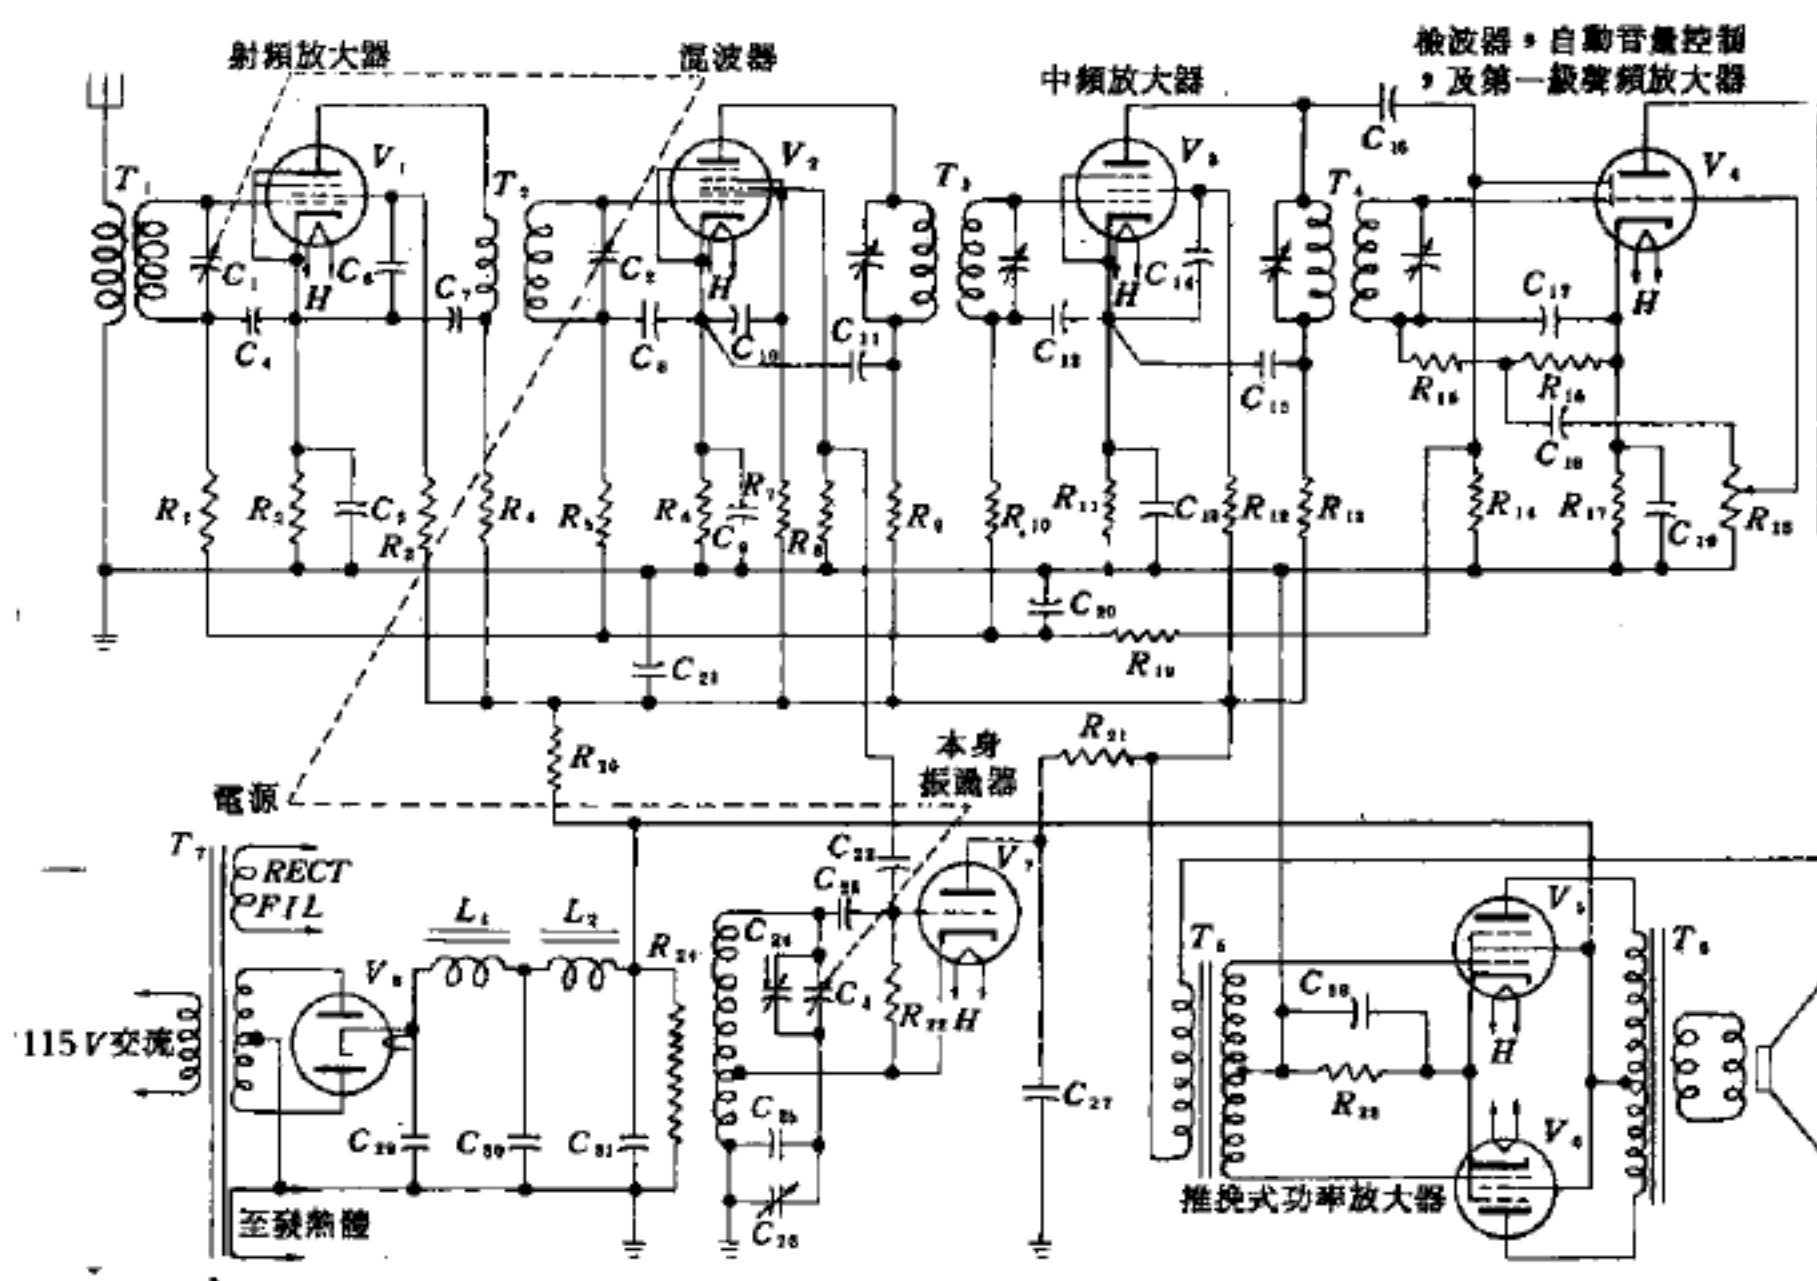 射頻放大器
混波器
中頻放大器
檢波器，自動音量控制
，及第一級聲頻放大器
T₁
V₁
T₂
V₂
T₃
V₃
T₄
V₄
C₁
H
C₆
C₇
C₂
H
C₁₄
H
C₁₆
C₁₇
H
C₄
C₈
C₁₀
C₁₁
C₁₂
C₁₅
R₁₅
R₁₆
C₁₈
R₁
R₂
C₅
R₃
R₄
R₅
R₆
R₇
C₉
R₈
R₉
R₁₀
R₁₁
C₁₃
R₁₂
R₁₃
R₁₄
R₁₇
C₁₉
R₁₈
C₂₀
R₁₉
C₂₁
R₂₀
R₂₁
本身
振盪器
電源
T₇
RECT
FIL
L₁
L₂
V₈
R₂₄
C₂₂
C₂₃
V₇
C₂₄
C₃
R₂₂
H
V₅
T₅
T₆
C₂₈
H
R₂₃
V₆
115V交流
C₂₇
C₂₉
C₃₀
C₃₁
C₂₅
C₂₆
推挽式功率放大器
至發熱體